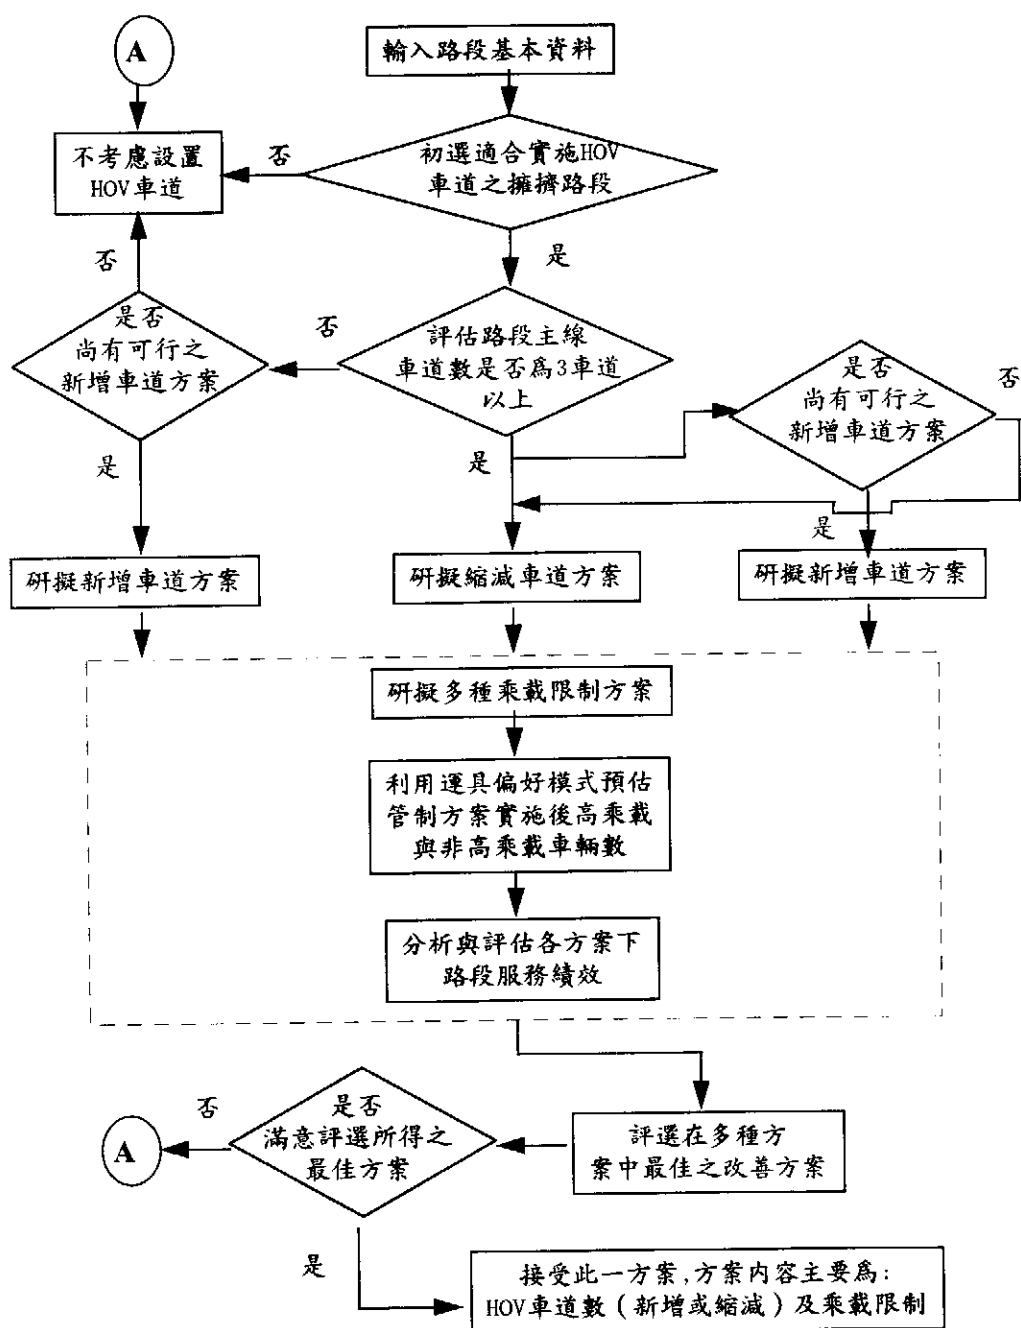 A
輸入路段基本資料
不考慮設置
HOV車道
否
初選適合實施HOV
車道之擁擠路段
否
是
是否
尚有可行之
新增車道方案
否
評估路段主線
車道數是否為3車道
以上
是否
尚有可行之
新增車道方案
否
是
是
是
研擬新增車道方案
研擬縮減車道方案
研擬新增車道方案
研擬多種乘載限制方案
利用運具偏好模式預估
管制方案實施後高乘載
與非高乘載車輛數
分析與評估各方案下
路段服務績效
A
否
是否
滿意評選所得之
最佳方案
評選在多種方
案中最佳之改善方案
是
接受此一方案,方案內容主要為:
HOV車道數(新增或縮減)及乘載限制